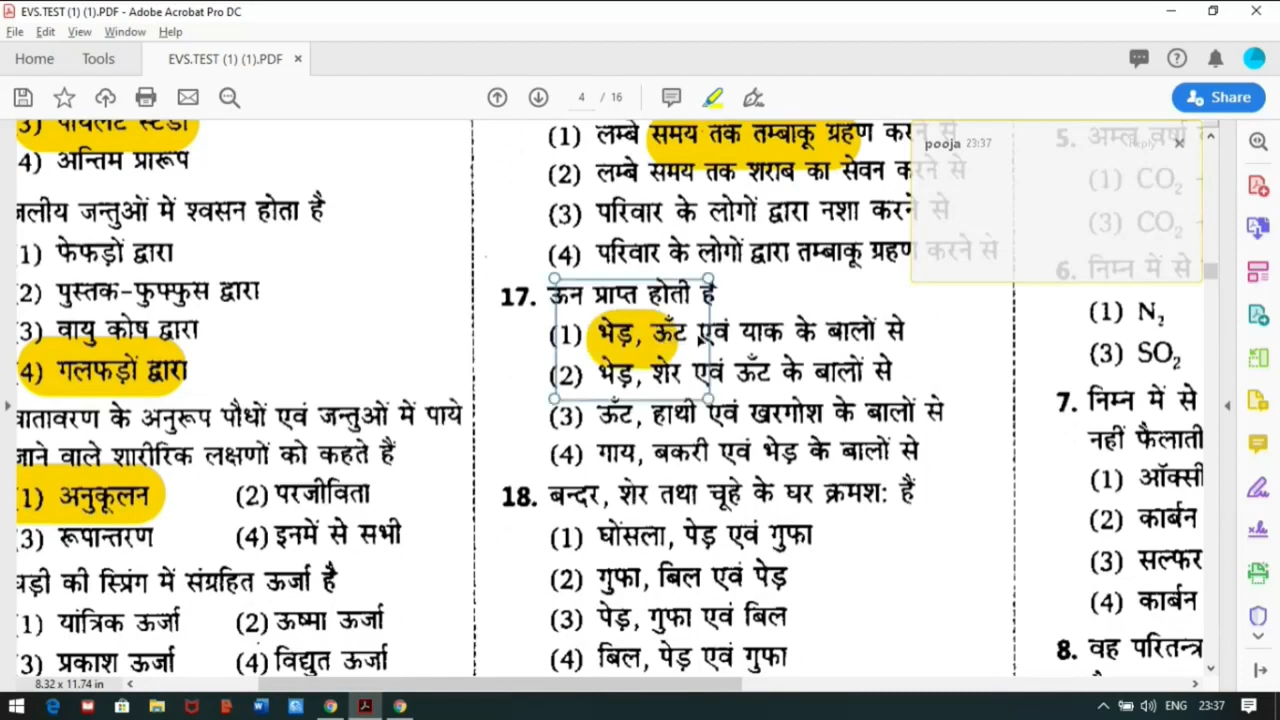 EVS.TEST (1) (1).PDF - Adobe Acrobat Pro DC
File Edit View Window Help
Home Tools EVS.TEST (1) (1).PDF ×
4 / 16
Share
3) पायलट स्टडी
4) अन्तिम प्रारूप
जलीय जन्तुओं में श्वसन होता है
1) फेफड़ों द्वारा
2) पुस्तक-फुफ्फुस द्वारा
3) वायु कोष द्वारा
4) गलफड़ों द्वारा
वातावरण के अनुरूप पौधों एवं जन्तुओं में पाये
जाने वाले शारीरिक लक्षणों को कहते हैं
1) अनुकूलन (2) परजीविता
3) रूपान्तरण (4) इनमें से सभी
घड़ी की स्प्रिंग में संग्रहित ऊर्जा है
1) यांत्रिक ऊर्जा (2) ऊष्मा ऊर्जा
3) प्रकाश ऊर्जा (4) विद्युत ऊर्जा
(1) लम्बे समय तक तम्बाकू ग्रहण करने से
(2) लम्बे समय तक शराब का सेवन करने से
(3) परिवार के लोगों द्वारा नशा करने से
(4) परिवार के लोगों द्वारा तम्बाकू ग्रहण करने से
17. ऊन प्राप्त होती है
(1) भेड़, ऊँट एवं याक के बालों से
(2) भेड़, शेर एवं ऊँट के बालों से
(3) ऊँट, हाथी एवं खरगोश के बालों से
(4) गाय, बकरी एवं भेड़ के बालों से
18. बन्दर, शेर तथा चूहे के घर क्रमश: हैं
(1) घोंसला, पेड़ एवं गुफा
(2) गुफा, बिल एवं पेड़
(3) पेड़, गुफा एवं बिल
(4) बिल, पेड़ एवं गुफा
pooja 23:37
Reply
5. अम्ल वर्षा
(1) CO2
(3) CO2
6. निम्न में से
(1) N2
(3) SO2
7. निम्न में से
नहीं फैलाती
(1) ऑक्सी
(2) कार्बन
(3) सल्फर
(4) कार्बन
8. वह परितन्त्र
8.32 x 11.74 in
ENG 23:37